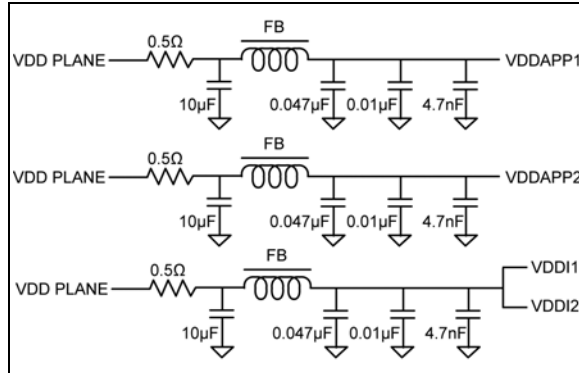 FB
0.5Ω
VDD PLANE
VDDAPP1
10µF
0.047µF
0.01µF
4.7nF
FB
0.5Ω
VDD PLANE
VDDAPP2
10µF
0.047µF
0.01µF
4.7nF
FB
0.5Ω
VDDI1
VDD PLANE
VDDI2
10µF
0.047µF
0.01µF
4.7nF